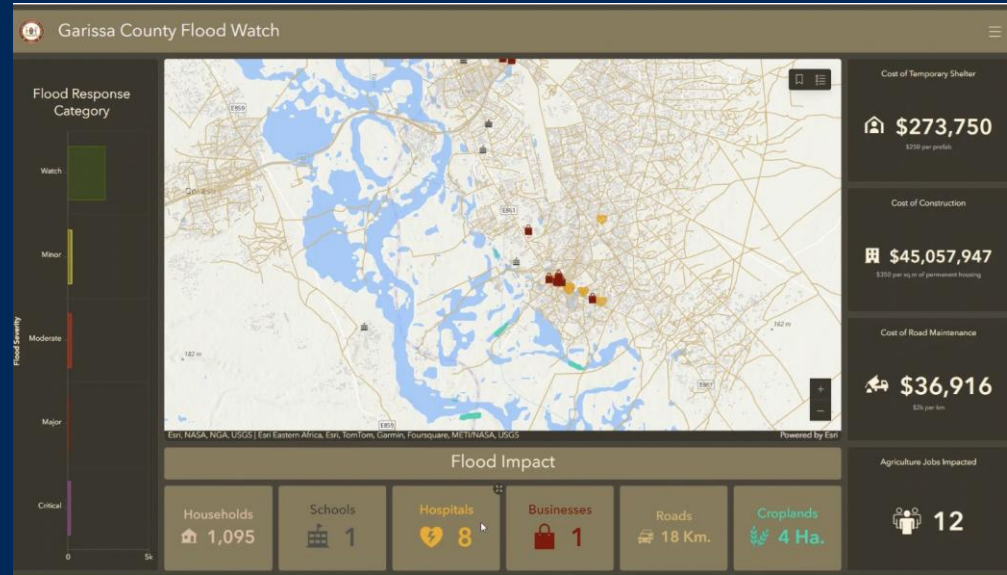 Garissa County Flood Watch
Flood Response
Category
Watch
Minor
Moderate
Major
Critical
Flood Severity
0
5k
E859
E861
182 m
182 m
E861
E859
+
−
Esri, NASA, NGA, USGS | Esri Eastern Africa, Esri, TomTom, Garmin, Foursquare, METI/NASA, USGS
Powered by Esri
Flood Impact
Households
1,095
Schools
1
Hospitals
8
Businesses
1
Roads
18 Km.
Croplands
4 Ha.
Cost of Temporary Shelter
$273,750
$250 per prefab
Cost of Construction
$45,057,947
$350 per sq m of permanent housing
Cost of Road Maintenance
$36,916
$2k per km
Agriculture Jobs Impacted
12